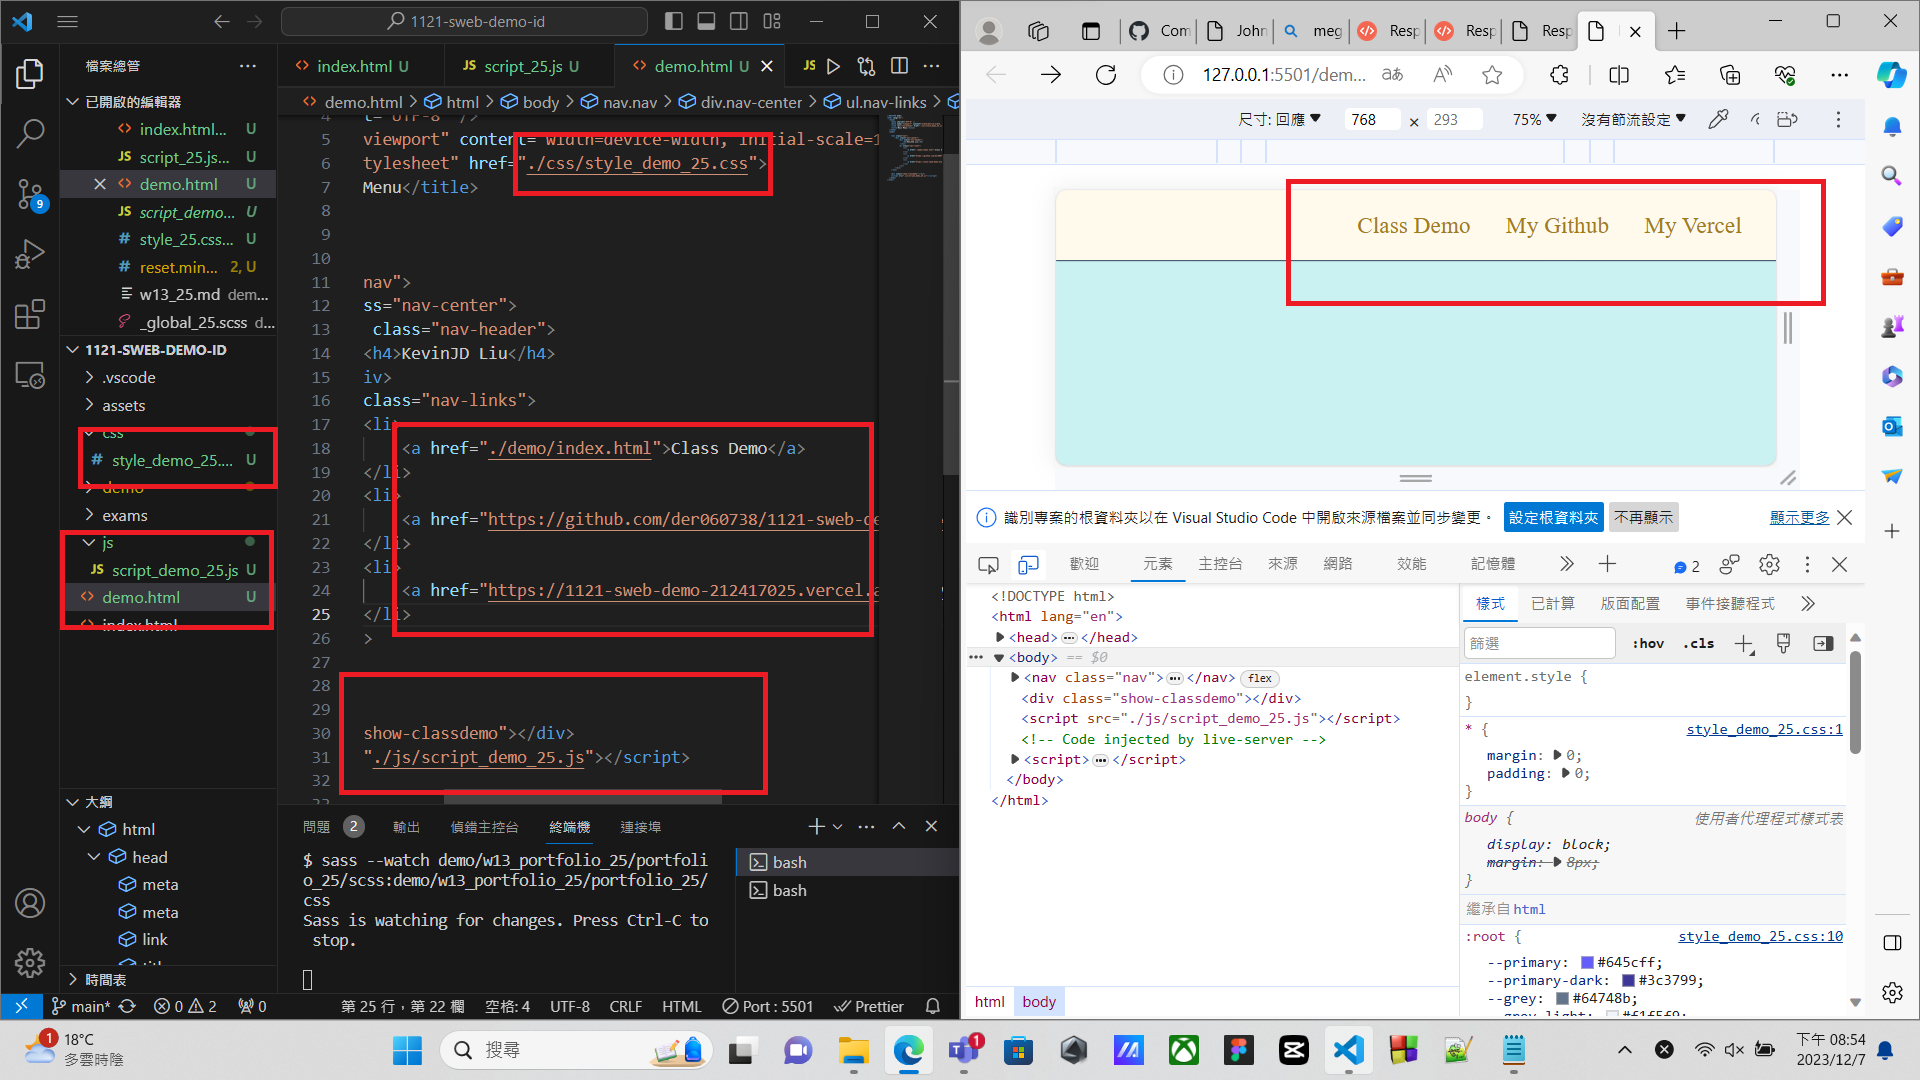 1121-sweb-demo-id
檔案總管
已開啟的編輯器
index.html... U
script_25.js... U
demo.html U
script_demo... U
style_25.css... U
reset.min... 2, U
w13_25.md dem...
_global_25.scss d...
1121-SWEB-DEMO-ID
.vscode
assets
css
style_demo_25.... U
demo
exams
js
script_demo_25.js U
demo.html U
index.html
大綱
html
head
meta
meta
link
時間表
index.html U
script_25.js U
demo.html U
demo.html > html > body > nav.nav > div.nav-center > ul.nav-links >
4 t="UTF-8" />
5 viewport" content="width=device-width, initial-scale=1
6 tylesheet" href="./css/style_demo_25.css">
7 Menu</title>
8
9
10
11 nav">
12 ss="nav-center">
13 class="nav-header">
14 <h4>KevinJD Liu</h4>
15 iv>
16 class="nav-links">
17 <li>
18 <a href="./demo/index.html">Class Demo</a>
19 </li>
20 <li>
21 <a href="https://github.com/der060738/1121-sweb-de
22 </li>
23 <li>
24 <a href="https://1121-sweb-demo-212417025.vercel.a
25 </li>
26 >
27
28
29
30 show-classdemo"></div>
31 "./js/script_demo_25.js"></script>
32
33
問題 2 輸出 偵錯主控台 終端機 連接埠
$ sass --watch demo/w13_portfolio_25/portfoli
o_25/scss:demo/w13_portfolio_25/portfolio_25/
css
Sass is watching for changes. Press Ctrl-C to
stop.
bash
bash
main* 0 2 0 第 25 行，第 22 欄 空格: 4 UTF-8 CRLF HTML Port : 5501 Prettier
Com John meg Resp Resp Resp
127.0.0.1:5501/dem...
尺寸: 回應 768 × 293 75% 沒有節流設定
Class Demo My Github My Vercel
識別專案的根資料夾以在 Visual Studio Code 中開啟來源檔案並同步變更。 設定根資料夾 不再顯示 顯示更多
歡迎 元素 主控台 來源 網路 效能 記憶體 2
<!DOCTYPE html>
<html lang="en">
<head> </head>
<body> == $0
<nav class="nav"> </nav> flex
<div class="show-classdemo"></div>
<script src="./js/script_demo_25.js"></script>
<!-- Code injected by live-server -->
<script> </script>
</body>
</html>
html body
樣式 已計算 版面配置 事件接聽程式
篩選 :hov .cls
element.style {
}
* { style_demo_25.css:1
margin: 0;
padding: 0;
}
body { 使用者代理程式樣式表
display: block;
margin: 8px;
}
繼承自 html
:root { style_demo_25.css:10
--primary: #645cff;
--primary-dark: #3c3799;
--grey: #64748b;
--grey-light: #f1f5f9;
1 18°C
多雲時陰
搜尋
1
下午 08:54
2023/12/7